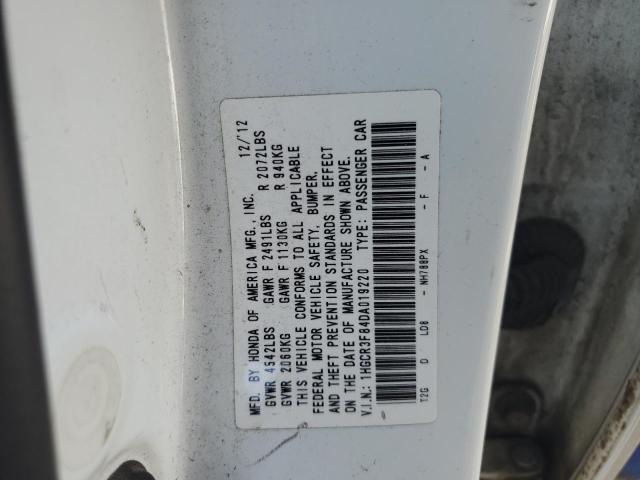 MFD. BY HONDA OF AMERICA MFG., INC. 12/'12
GVWR 4542LBS GAWR F 2491LBS R 2072LBS
GVWR 2060KG GAWR F 1130KG R 940KG
THIS VEHICLE CONFORMS TO ALL APPLICABLE
FEDERAL MOTOR VEHICLE SAFETY, BUMPER,
AND THEFT PREVENTION STANDARDS IN EFFECT
ON THE DATE OF MANUFACTURE SHOWN ABOVE.
V.I.N.: 1HGCR3F84DA019220 TYPE: PASSENGER CAR
T2G D LD8 - NH788PX - F - A